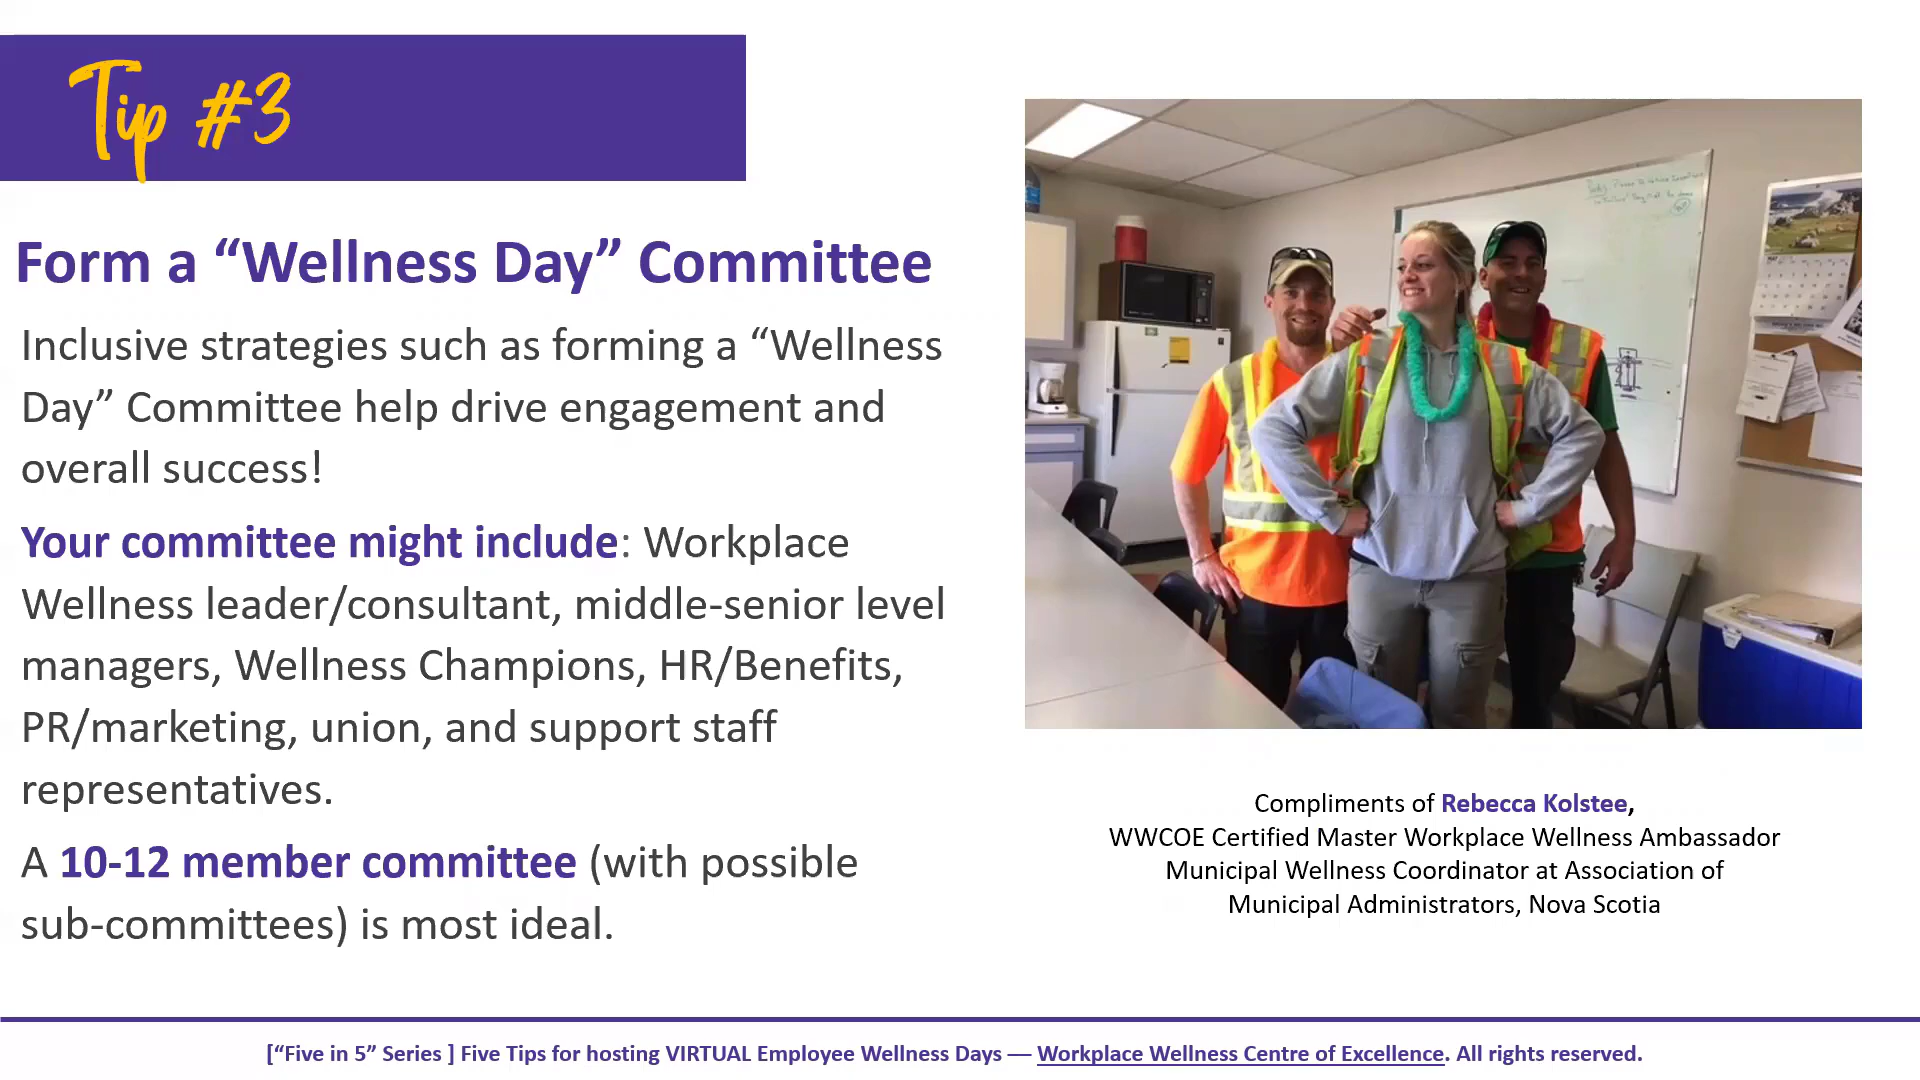 Tip #3
Form a “Wellness Day” Committee
Inclusive strategies such as forming a “Wellness
Day” Committee help drive engagement and
overall success!
Your committee might include: Workplace
Wellness leader/consultant, middle-senior level
managers, Wellness Champions, HR/Benefits,
PR/marketing, union, and support staff
representatives.
A 10-12 member committee (with possible
sub-committees) is most ideal.
Compliments of Rebecca Kolstee,
WWCOE Certified Master Workplace Wellness Ambassador
Municipal Wellness Coordinator at Association of
Municipal Administrators, Nova Scotia
[“Five in 5” Series ] Five Tips for hosting VIRTUAL Employee Wellness Days — Workplace Wellness Centre of Excellence. All rights reserved.